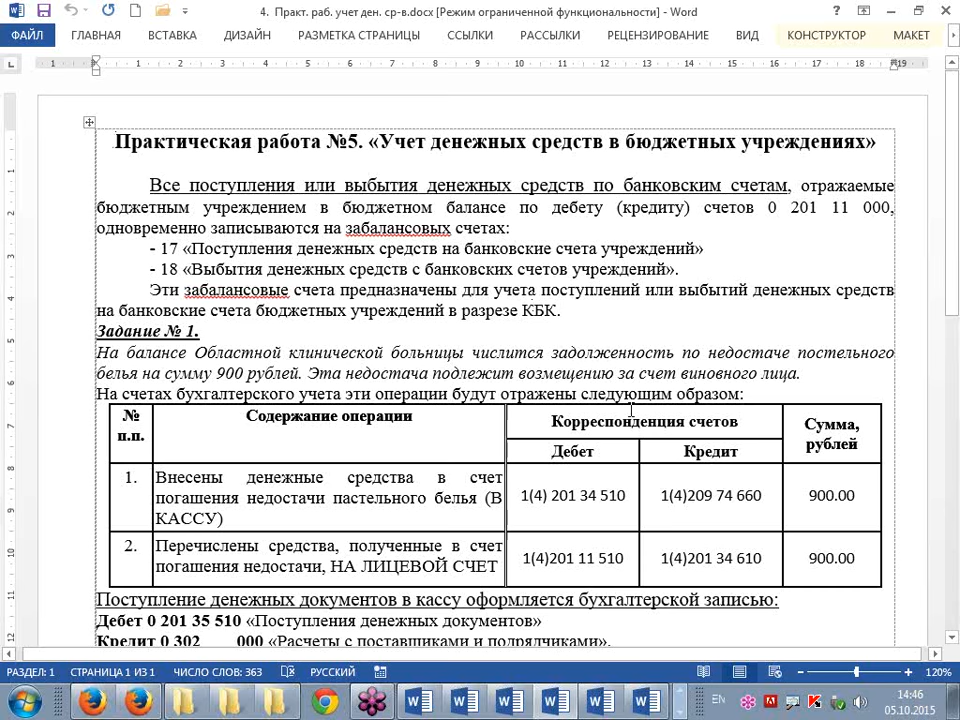 4. Практ. раб. учет ден. ср-в.docx [Режим ограниченной функциональности] - Word
ФАЙЛ ГЛАВНАЯ ВСТАВКА ДИЗАЙН РАЗМЕТКА СТРАНИЦЫ ССЫЛКИ РАССЫЛКИ РЕЦЕНЗИРОВАНИЕ ВИД КОНСТРУКТОР МАКЕТ
Практическая работа №5. «Учет денежных средств в бюджетных учреждениях»
Все поступления или выбытия денежных средств по банковским счетам, отражаемые
бюджетным учреждением в бюджетном балансе по дебету (кредиту) счетов 0 201 11 000,
одновременно записываются на забалансовых счетах:
- 17 «Поступления денежных средств на банковские счета учреждений»
- 18 «Выбытия денежных средств с банковских счетов учреждений».
Эти забалансовые счета предназначены для учета поступлений или выбытий денежных средств
на банковские счета бюджетных учреждений в разрезе КБК.
Задание № 1.
На балансе Областной клинической больницы числится задолженность по недостаче постельного
белья на сумму 900 рублей. Эта недостача подлежит возмещению за счет виновного лица.
На счетах бухгалтерского учета эти операции будут отражены следующим образом:
№ п.п. Содержание операции Корреспонденция счетов Сумма, рублей
Дебет Кредит
1. Внесены денежные средства в счет
погашения недостачи пастельного белья (В
КАССУ)
1(4) 201 34 510 1(4)209 74 660 900.00
2. Перечислены средства, полученные в счет
погашения недостачи, НА ЛИЦЕВОЙ СЧЕТ
1(4)201 11 510 1(4)201 34 610 900.00
Поступление денежных документов в кассу оформляется бухгалтерской записью:
Дебет 0 201 35 510 «Поступления денежных документов»
Кредит 0 302 000 «Расчеты с поставщиками и подрядчиками».
РАЗДЕЛ: 1 СТРАНИЦА 1 ИЗ 1 ЧИСЛО СЛОВ: 363 РУССКИЙ 120%
EN 14:46
05.10.2015